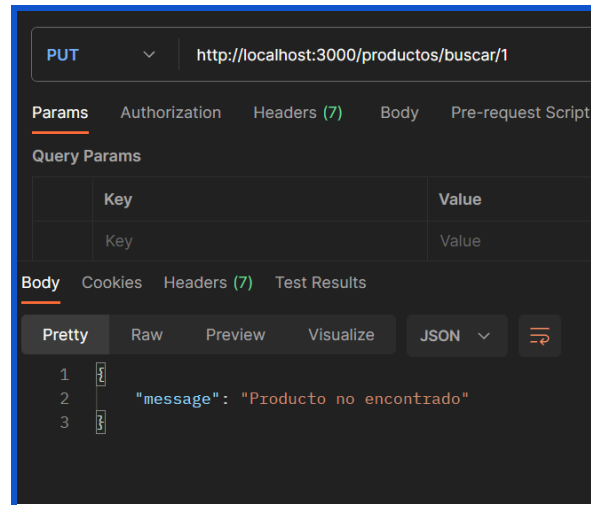 PUT http://localhost:3000/productos/buscar/1
Params Authorization Headers (7) Body Pre-request Script
Query Params
Key Value
Key Value
Body Cookies Headers (7) Test Results
Pretty Raw Preview Visualize JSON
1 {
2 "message": "Producto no encontrado"
3 }